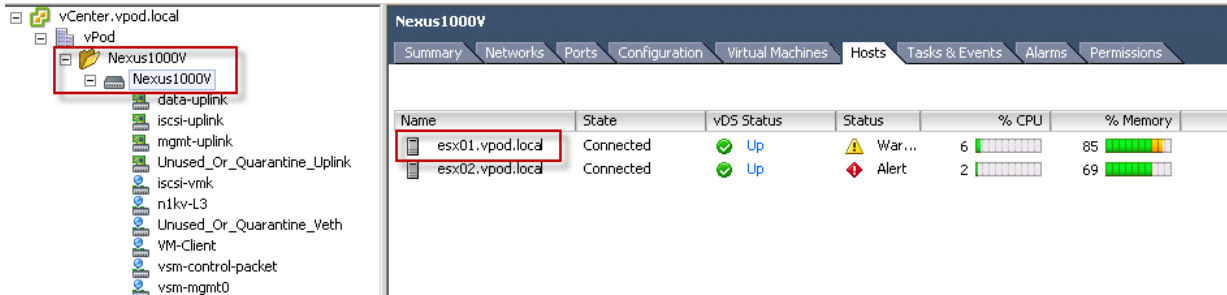 vCenter.vpod.local
vPod
Nexus1000V
Nexus1000V
data-uplink
iscsi-uplink
mgmt-uplink
Unused_Or_Quarantine_Uplink
iscsi-vmk
n1kv-L3
Unused_Or_Quarantine_Veth
VM-Client
vsm-control-packet
vsm-mgmt0
Nexus1000V
Summary Networks Ports Configuration Virtual Machines Hosts Tasks & Events Alarms Permissions
Name State vDS Status Status % CPU % Memory
esx01.vpod.local Connected Up War... 6 85
esx02.vpod.local Connected Up Alert 2 69